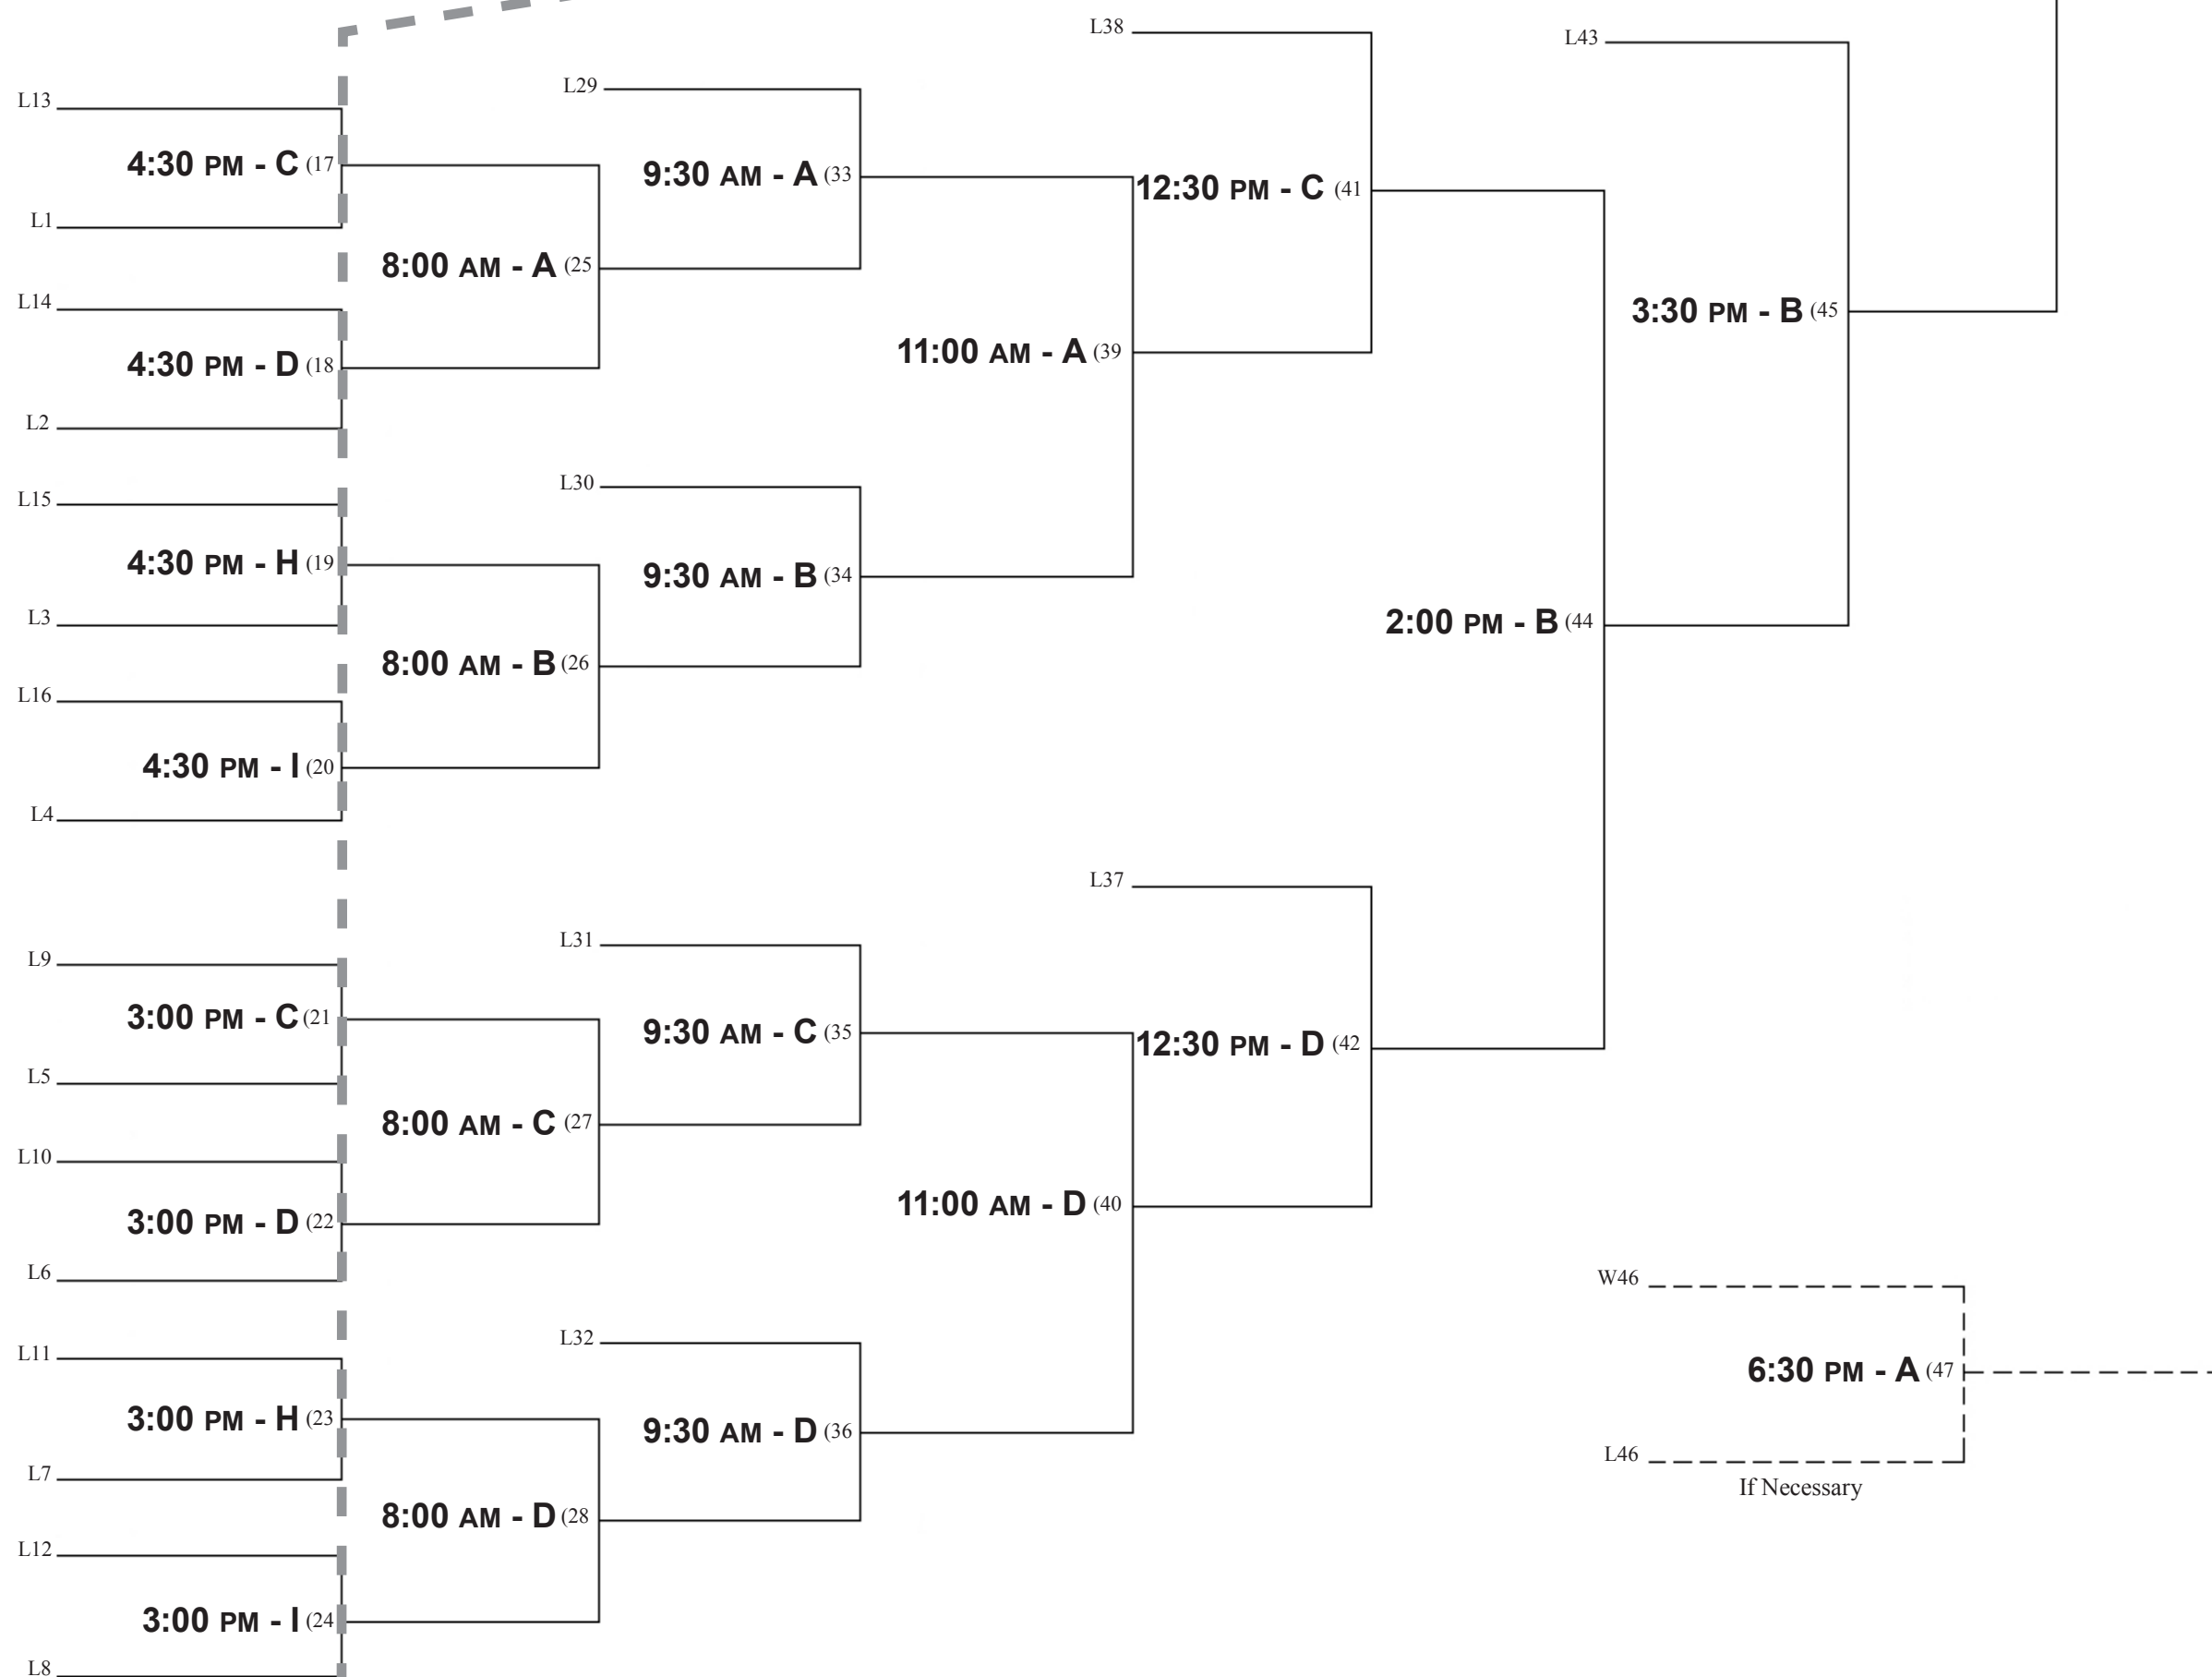 L38
L43
L29
L13
4:30 PM - C (17
9:30 AM - A (33
12:30 PM - C (41
L1
8:00 AM - A (25
L14
3:30 PM - B (45
11:00 AM - A (39
4:30 PM - D (18
L2
L30
L15
4:30 PM - H (19
9:30 AM - B (34
L3
2:00 PM - B (44
8:00 AM - B (26
L16
4:30 PM - I (20
L4
L37
L31
L9
3:00 PM - C (21
9:30 AM - C (35
12:30 PM - D (42
L5
8:00 AM - C (27
L10
11:00 AM - D (40
3:00 PM - D (22
L6
W46
L32
L11
6:30 PM - A (47
3:00 PM - H (23
9:30 AM - D (36
L46
L7
If Necessary
8:00 AM - D (28
L12
3:00 PM - I (24
L8